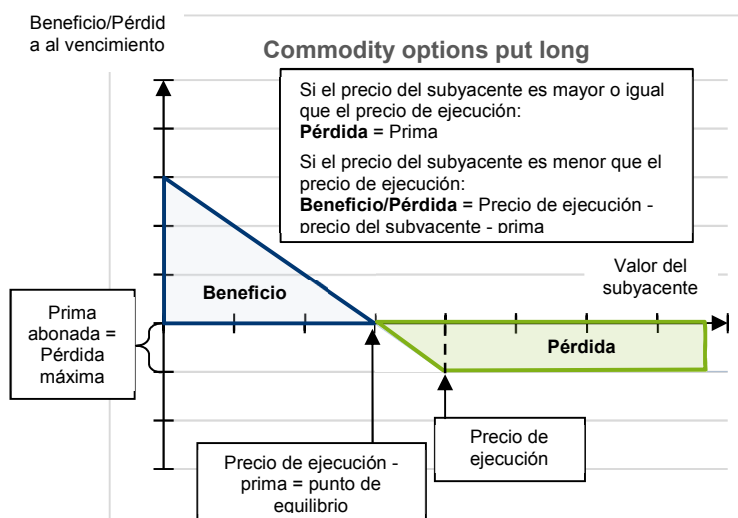 Beneficio/Pérdid
a al vencimiento
Commodity options put long
Si el precio del subyacente es mayor o igual
que el precio de ejecución:
Pérdida = Prima
Si el precio del subyacente es menor que el
precio de ejecución:
Beneficio/Pérdida = Precio de ejecución -
precio del subyacente - prima
Valor del
subyacente
Beneficio
Prima
abonada =
Pérdida
máxima
Pérdida
Precio de ejecución -
prima = punto de
equilibrio
Precio de
ejecución